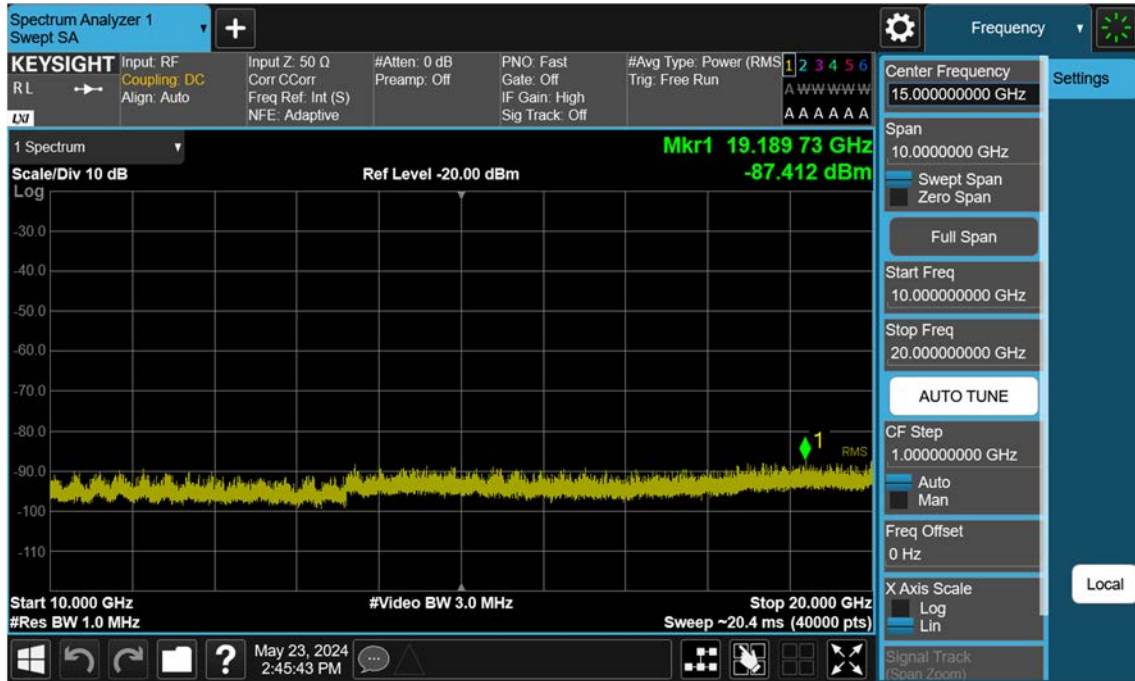 Spectrum Analyzer 1
Swept SA
Frequency
KEYSIGHT
R L
LXI
Input: RF
Coupling: DC
Align: Auto
Input Z: 50 Ω
Corr CCorr
Freq Ref: Int (S)
NFE: Adaptive
#Atten: 0 dB
Preamp: Off
PNO: Fast
Gate: Off
IF Gain: High
Sig Track: Off
#Avg Type: Power (RMS
Trig: Free Run
1 2 3 4 5 6
A W W W W W
A A A A A A
1 Spectrum
Mkr1 19.189 73 GHz
Scale/Div 10 dB
Ref Level -20.00 dBm
-87.412 dBm
Log
-30.0
-40.0
-50.0
-60.0
-70.0
-80.0
1
RMS
-90.0
-100
-110
Start 10.000 GHz
#Video BW 3.0 MHz
Stop 20.000 GHz
#Res BW 1.0 MHz
Sweep ~20.4 ms (40000 pts)
May 23, 2024
2:45:43 PM
?
Center Frequency
15.000000000 GHz
Span
10.0000000 GHz
Swept Span
Zero Span
Full Span
Start Freq
10.000000000 GHz
Stop Freq
20.000000000 GHz
AUTO TUNE
CF Step
1.000000000 GHz
Auto
Man
Freq Offset
0 Hz
X Axis Scale
Log
Lin
Signal Track
(Span Zoom)
Settings
Local